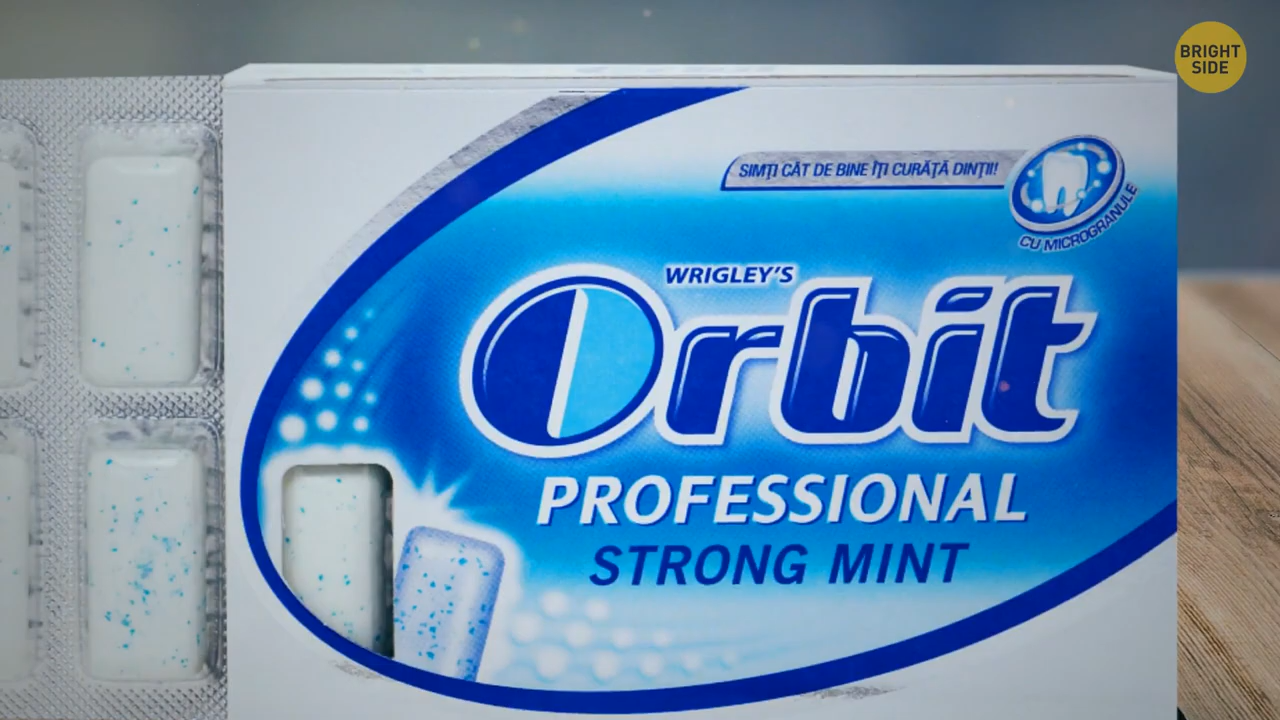 BRIGHT
SIDE
SIMȚI CÂT DE BINE ÎȚI CURĂȚĂ DINȚII!
CU MICROGRANULE
WRIGLEY'S
Orbit
PROFESSIONAL
STRONG MINT